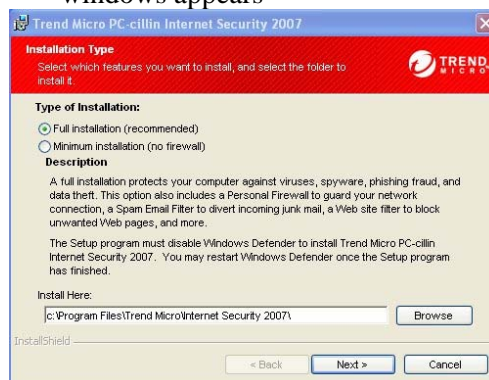 windows appears
Trend Micro PC-cillin Internet Security 2007
Installation Type
Select which features you want to install, and select the folder to
install it.
TREND
MICRO
Type of Installation:
Full installation (recommended)
Minimum installation (no firewall)
Description
A full installation protects your computer against viruses, spyware, phishing fraud, and
data theft. This option also includes a Personal Firewall to guard your network
connection, a Spam Email Filter to divert incoming junk mail, a Web site filter to block
unwanted Web pages, and more.
The Setup program must disable Windows Defender to install Trend Micro PC-cillin
Internet Security 2007. You may restart Windows Defender once the Setup program
has finished.
Install Here:
c:\Program Files\Trend Micro\Internet Security 2007\
Browse
InstallShield
< Back
Next >
Cancel